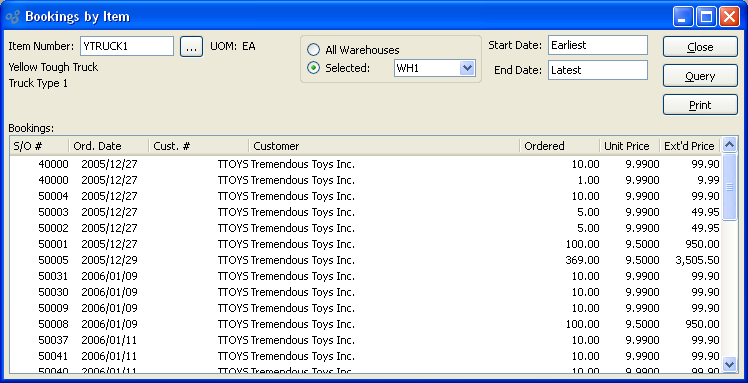 Bookings by Item
Item Number: YTRUCK1 ... UOM: EA
Yellow Tough Truck
Truck Type 1
All Warehouses
Selected: WH1
Start Date: Earliest
End Date: Latest
Close
Query
Print
Bookings:
S/O # Ord. Date Cust. # Customer Ordered Unit Price Ext'd Price
40000 2005/12/27 TTOYS Tremendous Toys Inc. 10.00 9.9900 99.90
40000 2005/12/27 TTOYS Tremendous Toys Inc. 1.00 9.9900 9.99
50004 2005/12/27 TTOYS Tremendous Toys Inc. 10.00 9.9900 99.90
50003 2005/12/27 TTOYS Tremendous Toys Inc. 5.00 9.9900 49.95
50002 2005/12/27 TTOYS Tremendous Toys Inc. 5.00 9.9900 49.95
50001 2005/12/27 TTOYS Tremendous Toys Inc. 100.00 9.5000 950.00
50005 2005/12/29 TTOYS Tremendous Toys Inc. 369.00 9.5000 3,505.50
50031 2006/01/09 TTOYS Tremendous Toys Inc. 10.00 9.9900 99.90
50030 2006/01/09 TTOYS Tremendous Toys Inc. 10.00 9.9900 99.90
50009 2006/01/09 TTOYS Tremendous Toys Inc. 10.00 9.9900 99.90
50008 2006/01/09 TTOYS Tremendous Toys Inc. 100.00 9.5000 950.00
50037 2006/01/11 TTOYS Tremendous Toys Inc. 10.00 9.9900 99.90
50041 2006/01/11 TTOYS Tremendous Toys Inc. 10.00 9.9900 99.90
50040 2006/01/11 TTOYS Tremendous Toys Inc. 10.00 9.9900 99.90